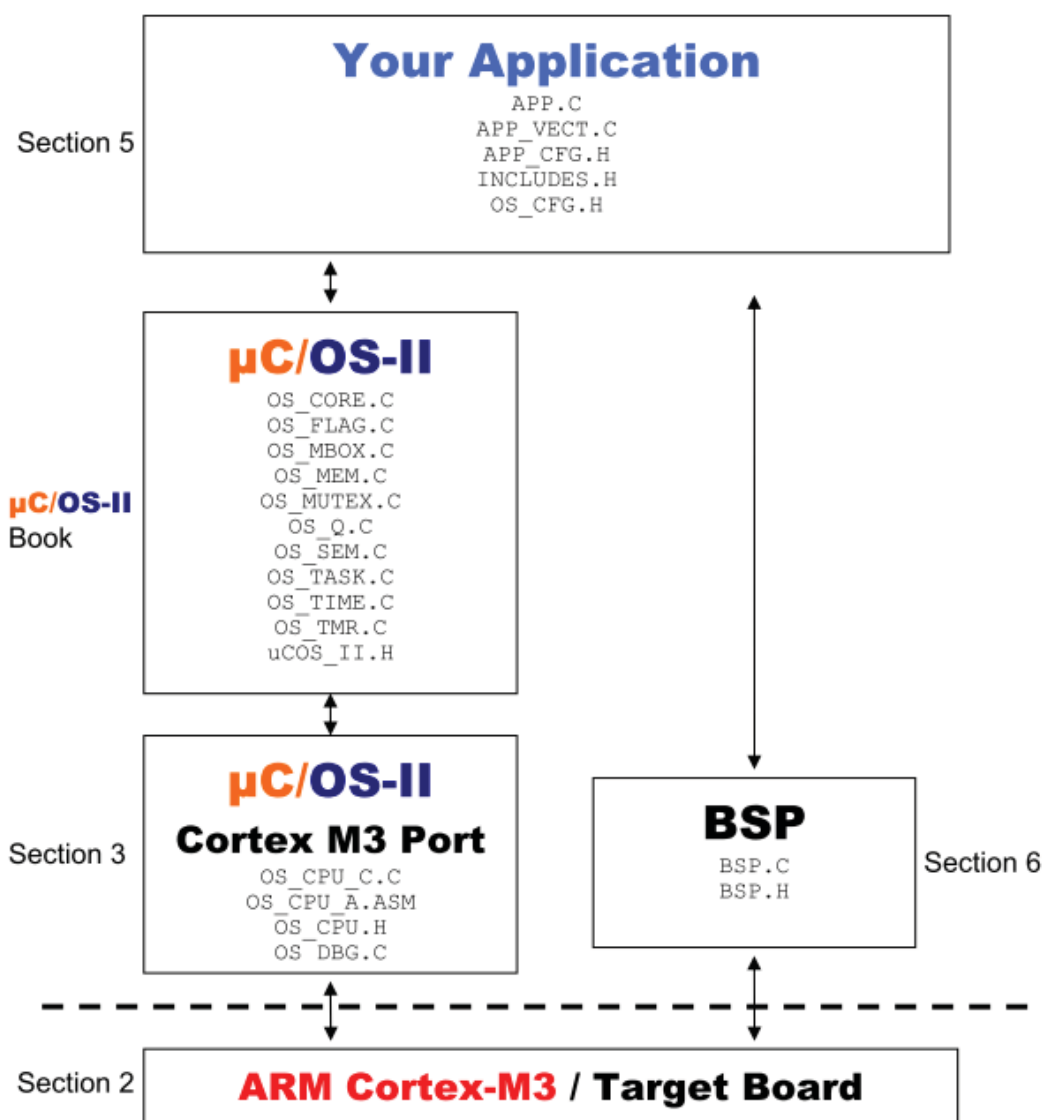 Your Application
APP.C
APP_VECT.C
APP_CFG.H
INCLUDES.H
OS_CFG.H
Section 5
µC/OS-II
OS_CORE.C
OS_FLAG.C
OS_MBOX.C
OS_MEM.C
OS_MUTEX.C
OS_Q.C
OS_SEM.C
OS_TASK.C
OS_TIME.C
OS_TMR.C
uCOS_II.H
µC/OS-II
Book
µC/OS-II
Cortex M3 Port
OS_CPU_C.C
OS_CPU_A.ASM
OS_CPU.H
OS_DBG.C
Section 3
BSP
BSP.C
BSP.H
Section 6
Section 2
ARM Cortex-M3 / Target Board